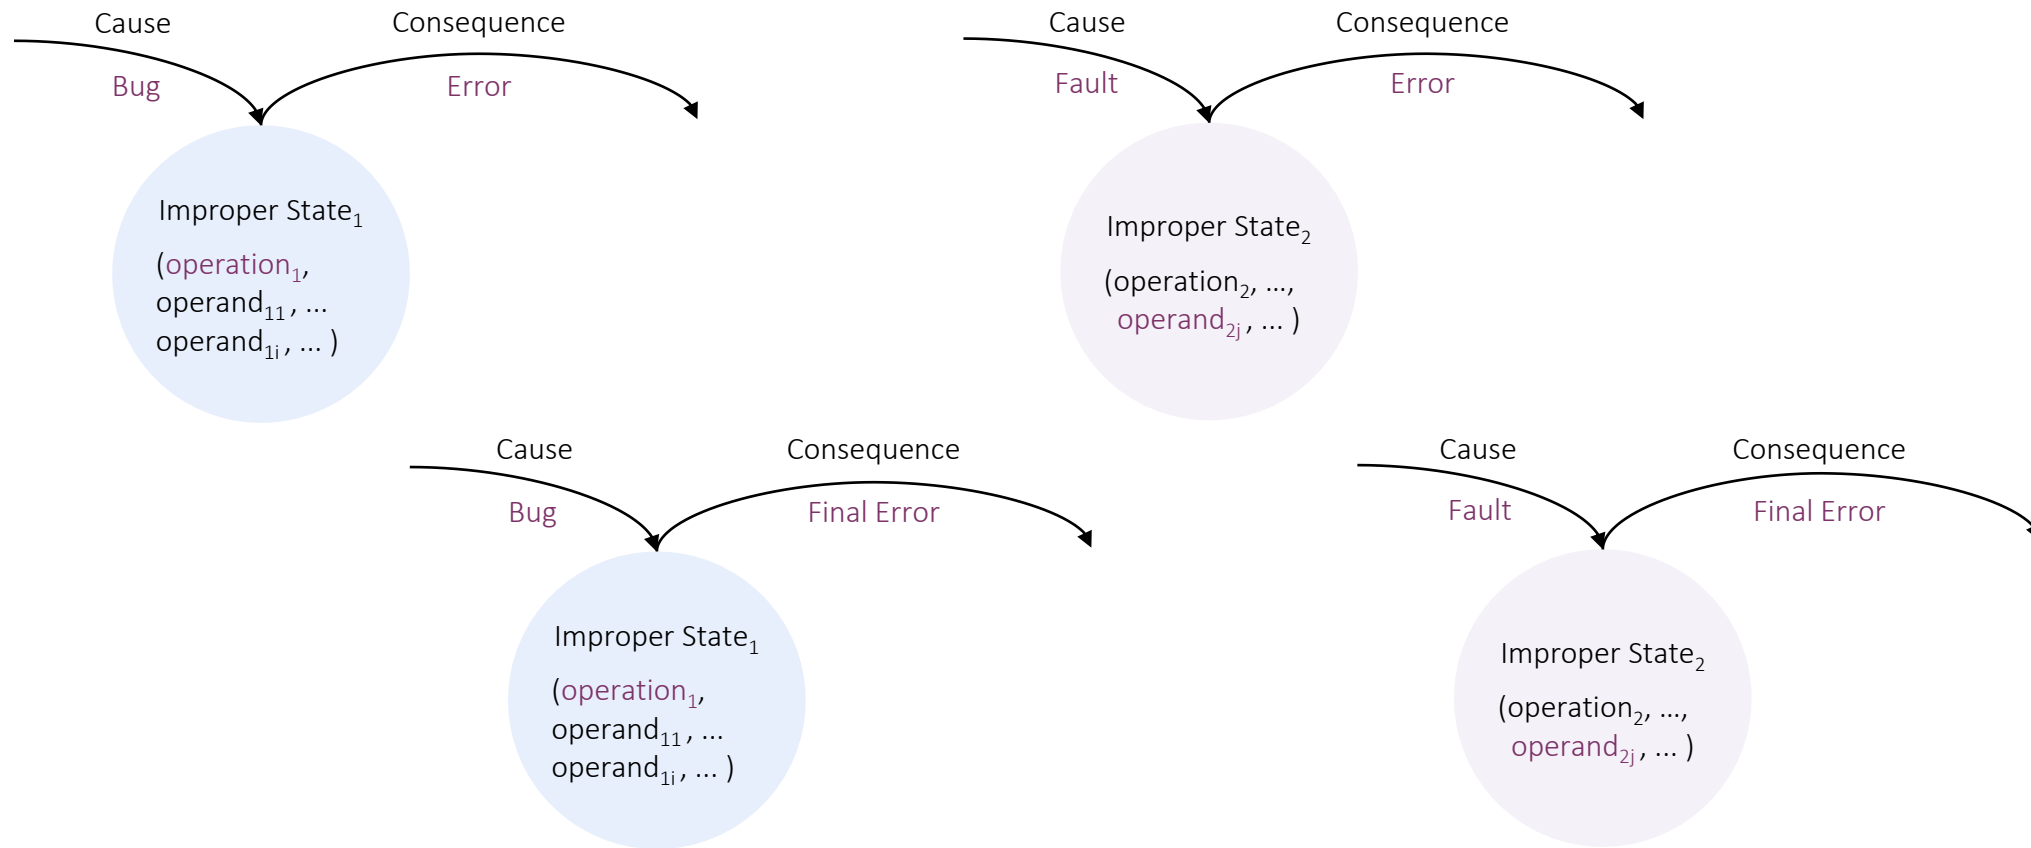 Cause
Consequence
Bug
Error
Improper State₁
(operation₁,
operand₁₁, ...
operand₁ᵢ, ... )
Cause
Consequence
Fault
Error
Improper State₂
(operation₂, ...,
operand₂ⱼ, ... )
Cause
Consequence
Bug
Final Error
Improper State₁
(operation₁,
operand₁₁, ...
operand₁ᵢ, ... )
Cause
Consequence
Fault
Final Error
Improper State₂
(operation₂, ...,
operand₂ⱼ, ... )